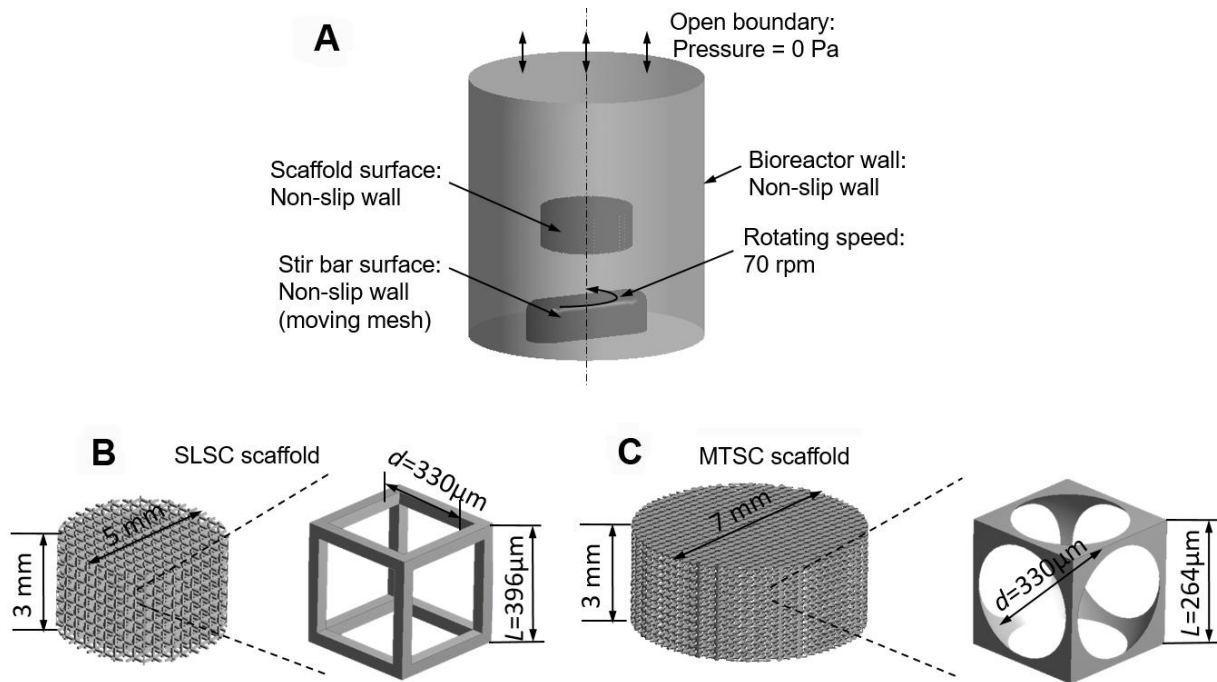 A
Open boundary:
Pressure = 0 Pa
Scaffold surface:
Non-slip wall
Bioreactor wall:
Non-slip wall
Rotating speed:
70 rpm
Stir bar surface:
Non-slip wall
(moving mesh)
B
SLSC scaffold
5 mm
3 mm
d=330μm
L=396μm
C
MTSC scaffold
7 mm
3 mm
d=330μm
L=264μm